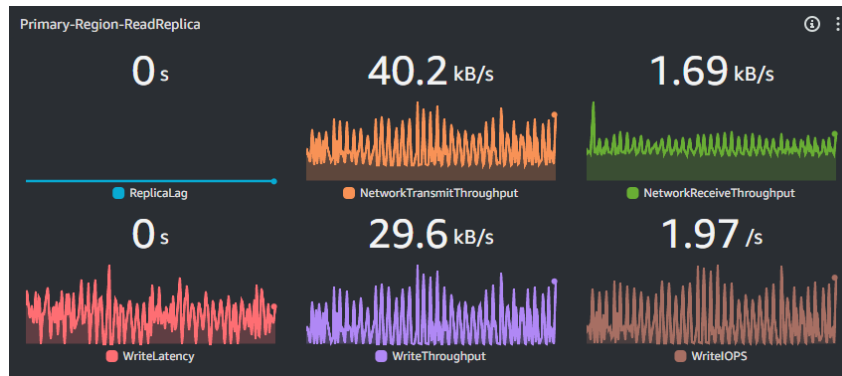 Primary-Region-ReadReplica
0 s
40.2 kB/s
1.69 kB/s
ReplicaLag
NetworkTransmitThroughput
NetworkReceiveThroughput
0 s
29.6 kB/s
1.97 /s
WriteLatency
WriteThroughput
WriteIOPS